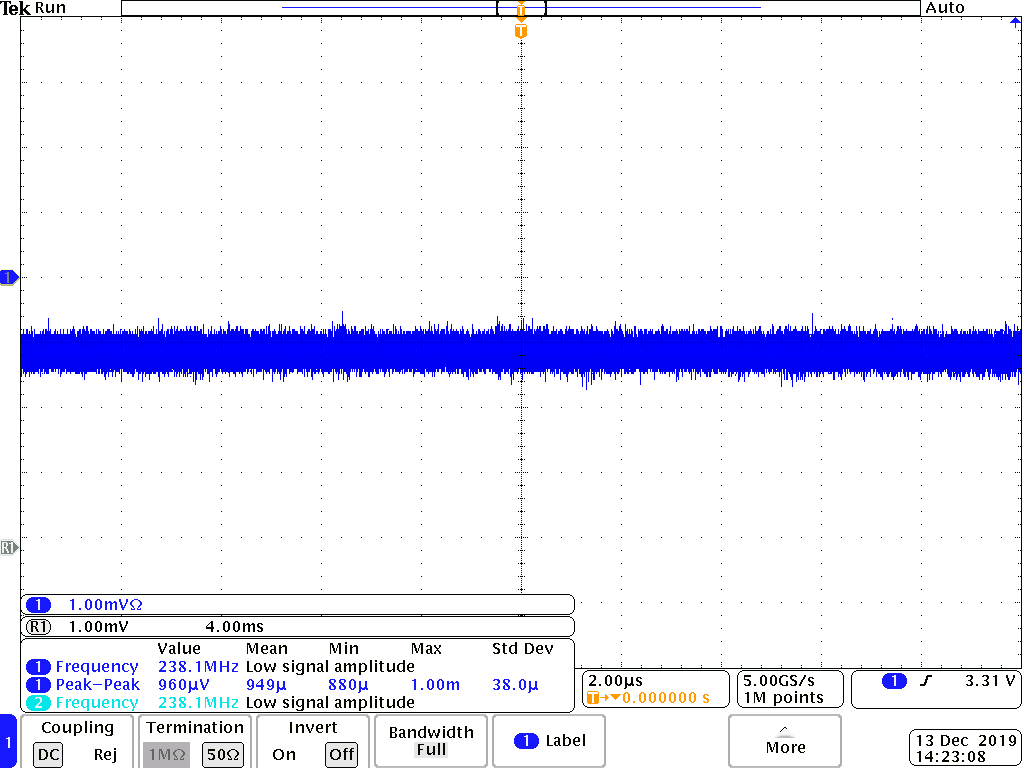 Tek Run Auto
T
T
1
R1
1 1.00mVΩ
R1 1.00mV 4.00ms
Value Mean Min Max Std Dev
1 Frequency 238.1MHz Low signal amplitude
1 Peak-Peak 960µV 949µ 880µ 1.00m 38.0µ
2 Frequency 238.1MHz Low signal amplitude
2.00µs
T→▼0.000000 s
5.00GS/s
1M points
1 3.31 V
1
Coupling
DC Rej
Termination
1MΩ 50Ω
Invert
On Off
Bandwidth
Full
1 Label
More
13 Dec 2019
14:23:08